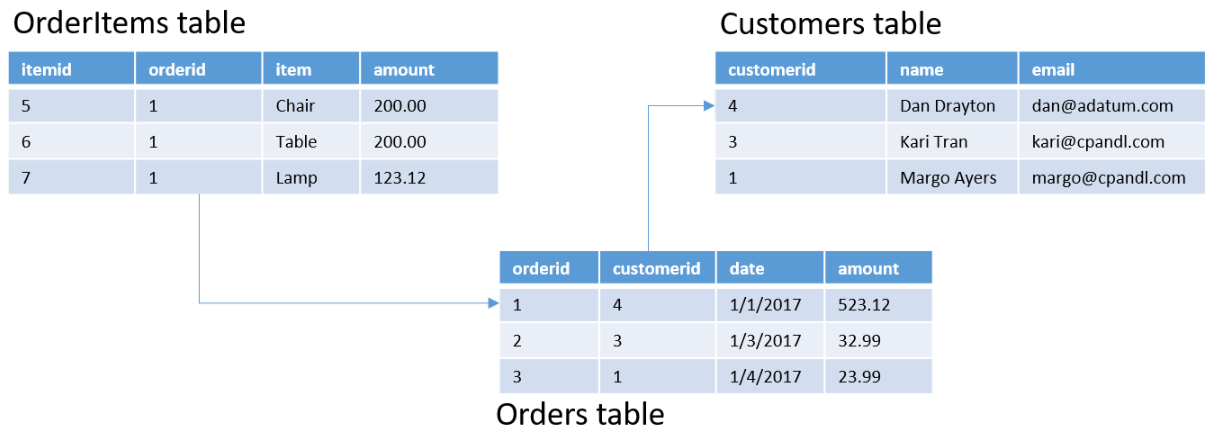 OrderItems table
itemid orderid item amount
5 1 Chair 200.00
6 1 Table 200.00
7 1 Lamp 123.12
Customers table
customerid name email
4 Dan Drayton dan@adatum.com
3 Kari Tran kari@cpandl.com
1 Margo Ayers margo@cpandl.com
orderid customerid date amount
1 4 1/1/2017 523.12
2 3 1/3/2017 32.99
3 1 1/4/2017 23.99
Orders table